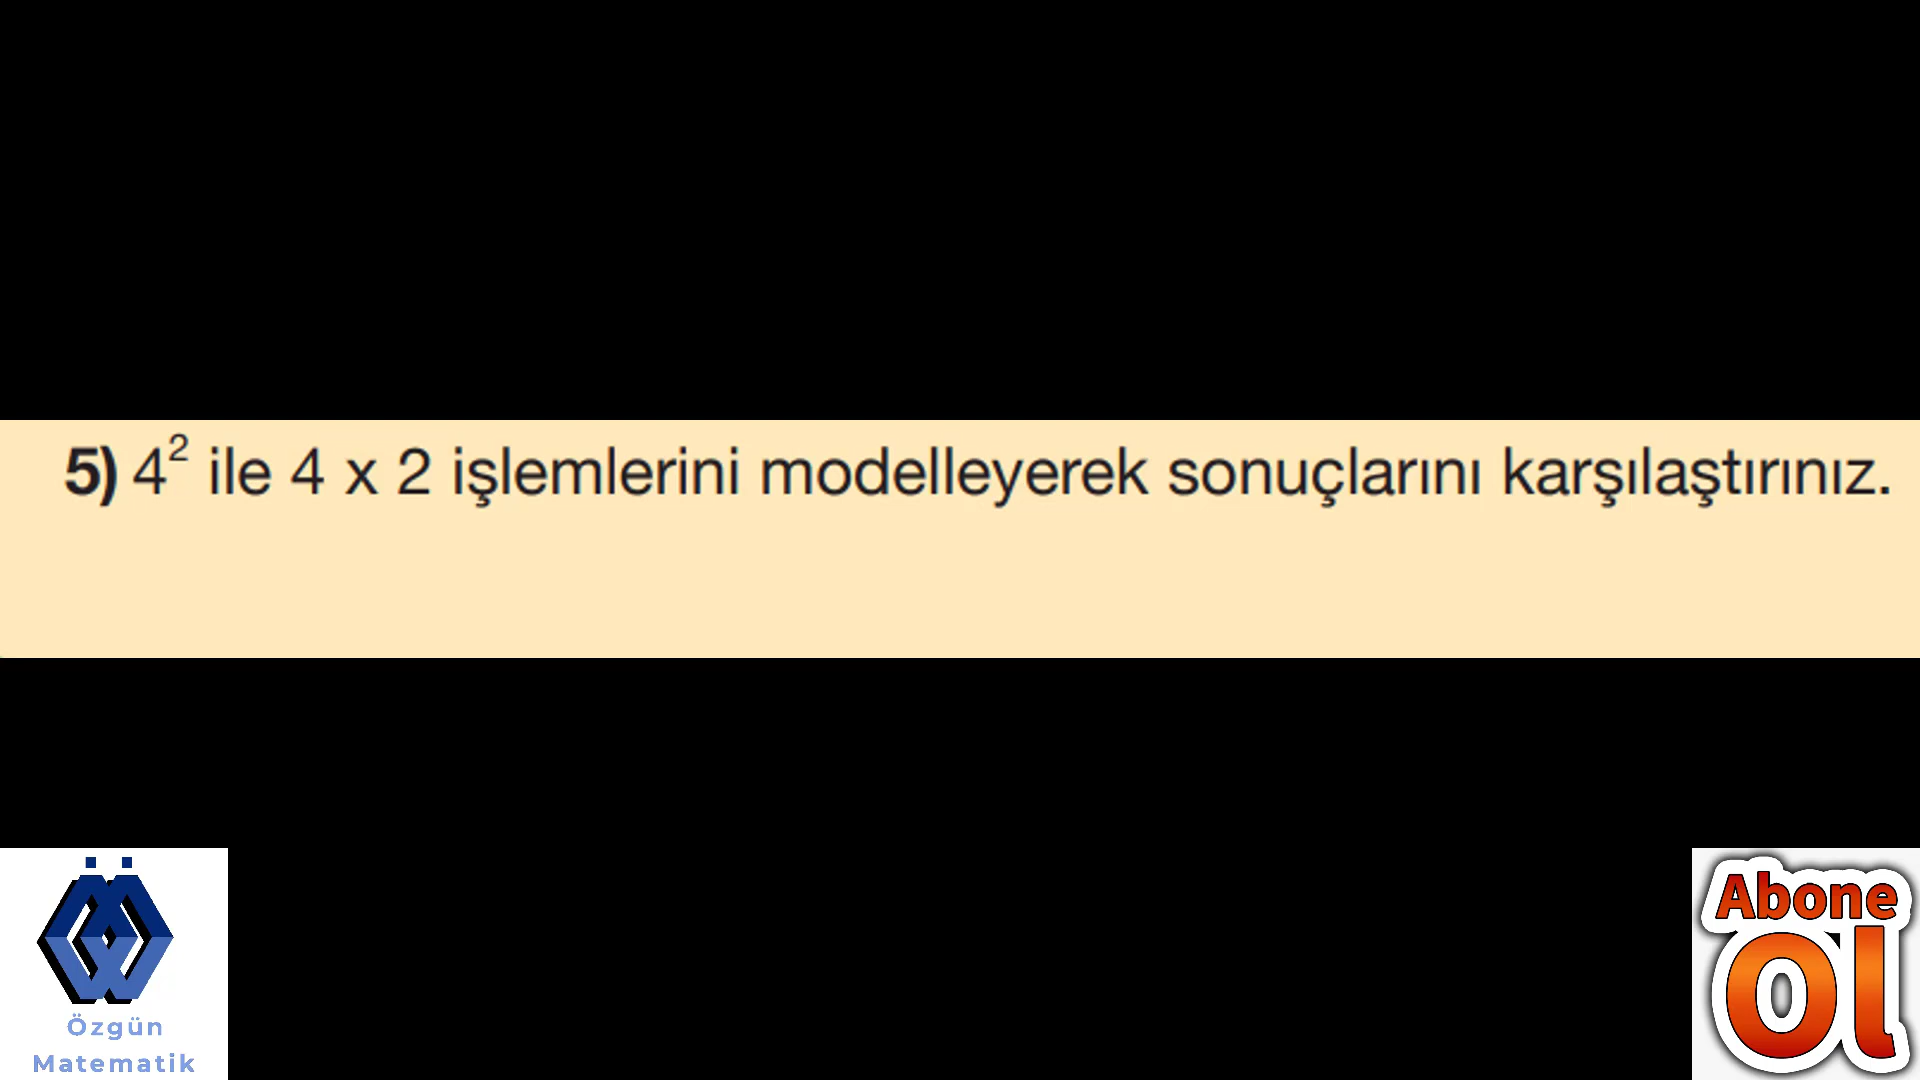 5) 4² ile 4 x 2 işlemlerini modelleyerek sonuçlarını karşılaştırınız.
Özgün
Matematik
Abone
Ol